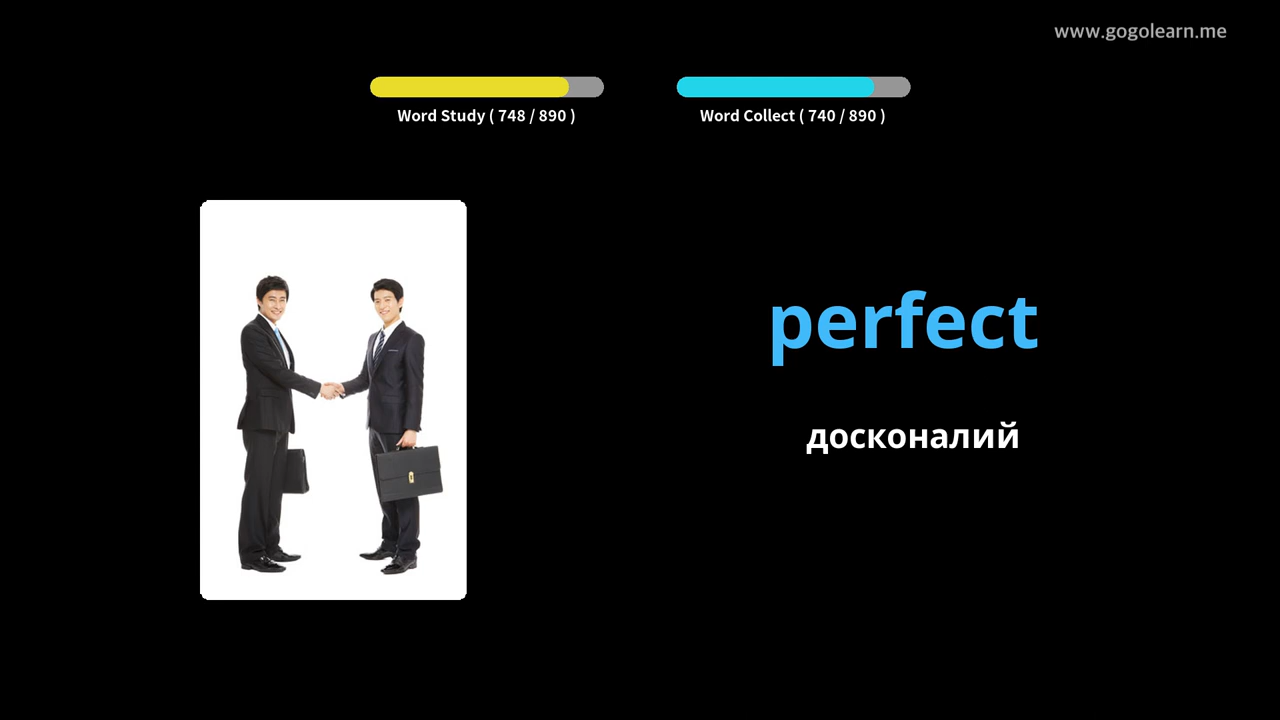 www.gogolearn.me
Word Study ( 748 / 890 )
Word Collect ( 740 / 890 )
perfect
досконалий